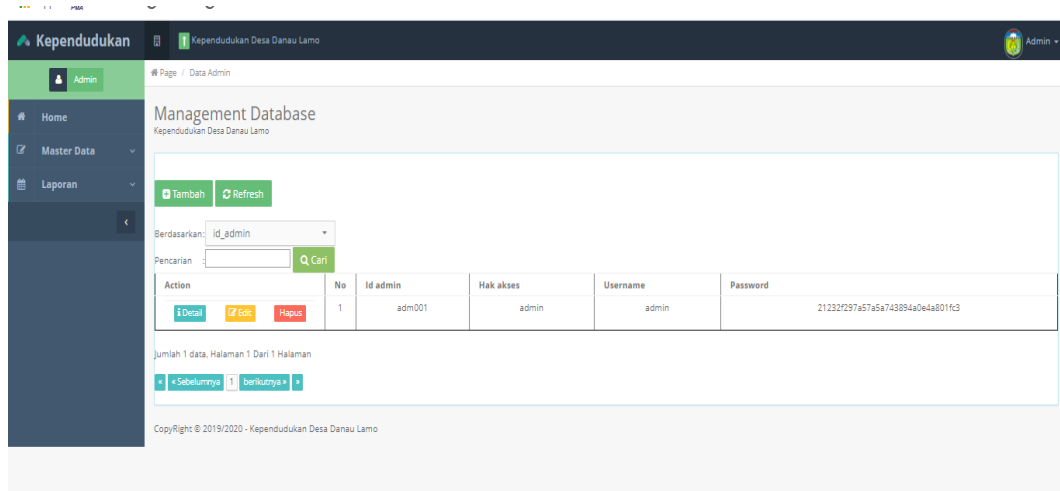 Kependudukan
Kependudukan Desa Danau Lamo
Admin
Admin
Page / Data Admin
Home
Master Data
Laporan
Management Database
Kependudukan Desa Danau Lamo
Tambah Refresh
Berdasarkan: id_admin
Pencarian : Cari
Action No Id admin Hak akses Username Password
Detail Edit Hapus 1 adm001 admin admin 21232f297a57a5a743894a0e4a801fc3
Jumlah 1 data, Halaman 1 Dari 1 Halaman
« « Sebelumnya 1 berikutnya » »
CopyRight © 2019/2020 - Kependudukan Desa Danau Lamo